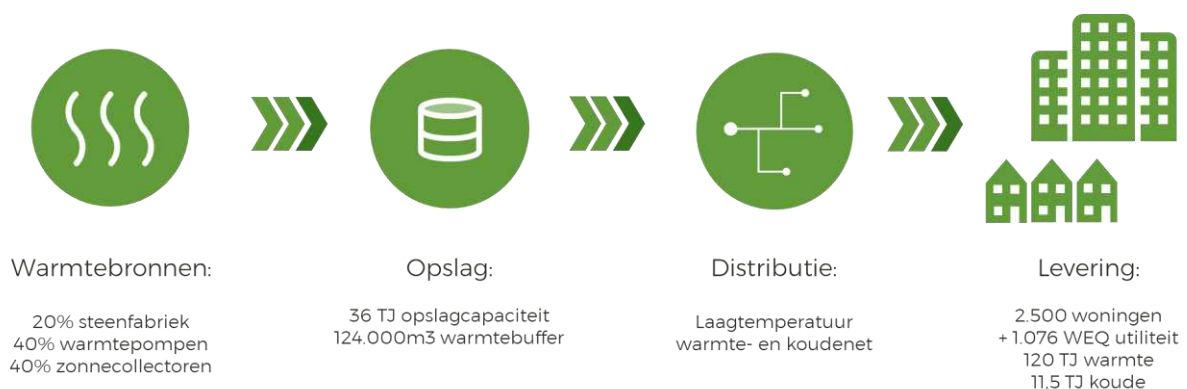 Warmtebronnen:
20% steenfabriek
40% warmtepompen
40% zonnecollectoren
Opslag:
36 TJ opslagcapaciteit
124.000m3 warmtebuffer
Distributie:
Laagtemperatuur
warmte- en koudenet
Levering:
2.500 woningen
+ 1.076 WEQ utiliteit
120 TJ warmte
11.5 TJ koude